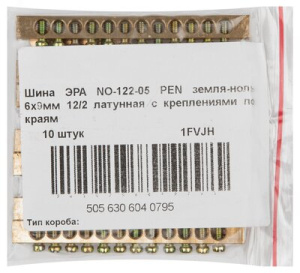 Шина ЭРА NO-122-05 PEN земля-ноль
6х9мм 12/2 латунная с креплениями по
краям
10 штук 1FVJH
505 630 604 0795
Тип короба: